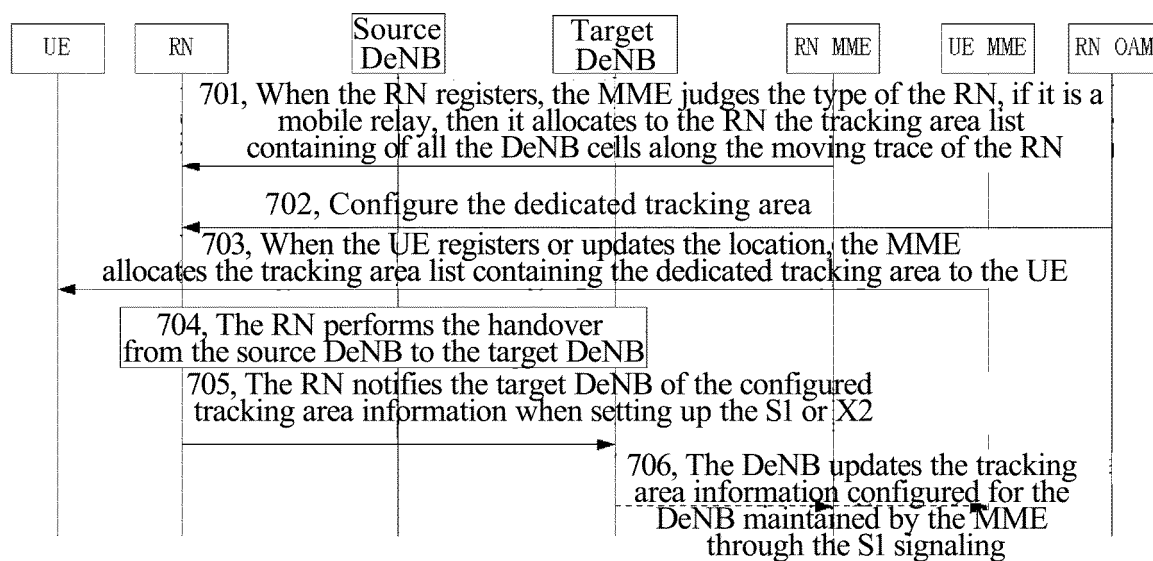 UE
RN
Source
DeNB
Target
DeNB
RN MME
UE MME
RN OAM
701, When the RN registers, the MME judges the type of the RN, if it is a
mobile relay, then it allocates to the RN the tracking area list
containing of all the DeNB cells along the moving trace of the RN
702, Configure the dedicated tracking area
703, When the UE registers or updates the location, the MME
allocates the tracking area list containing the dedicated tracking area to the UE
704, The RN performs the handover
from the source DeNB to the target DeNB
705, The RN notifies the target DeNB of the configured
tracking area information when setting up the S1 or X2
706, The DeNB updates the tracking
area information configured for the
DeNB maintained by the MME
through the S1 signaling